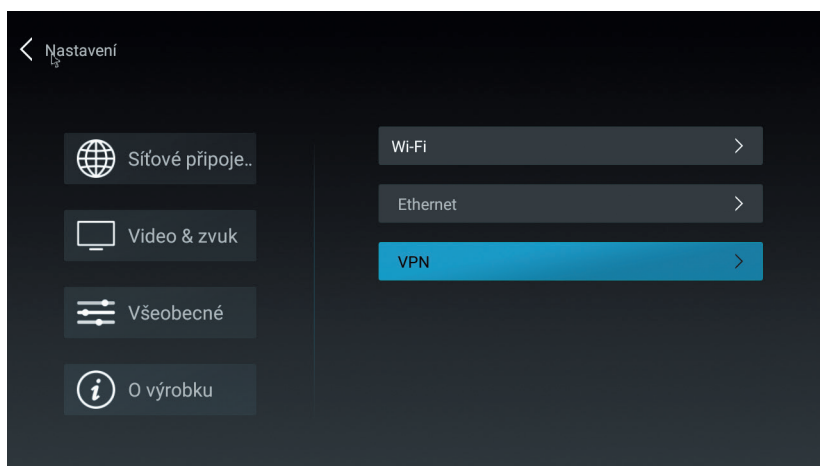 Nastavení
Síťové připoje..
Video & zvuk
Všeobecné
O výrobku
Wi-Fi
Ethernet
VPN